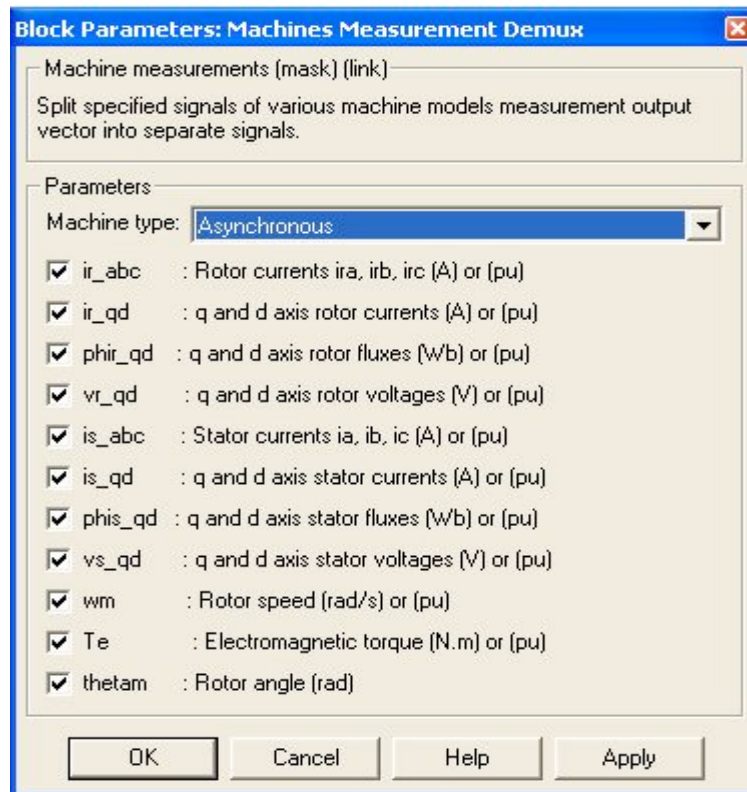 Block Parameters: Machines Measurement Demux
Machine measurements (mask) (link)
Split specified signals of various machine models measurement output
vector into separate signals.
Parameters
Machine type: Asynchronous
ir_abc : Rotor currents ira, irb, irc (A) or (pu)
ir_qd : q and d axis rotor currents (A) or (pu)
phir_qd : q and d axis rotor fluxes (Wb) or (pu)
vr_qd : q and d axis rotor voltages (V) or (pu)
is_abc : Stator currents ia, ib, ic (A) or (pu)
is_qd : q and d axis stator currents (A) or (pu)
phis_qd : q and d axis stator fluxes (Wb) or (pu)
vs_qd : q and d axis stator voltages (V) or (pu)
wm : Rotor speed (rad/s) or (pu)
Te : Electromagnetic torque (N.m) or (pu)
thetam : Rotor angle (rad)
OK Cancel Help Apply